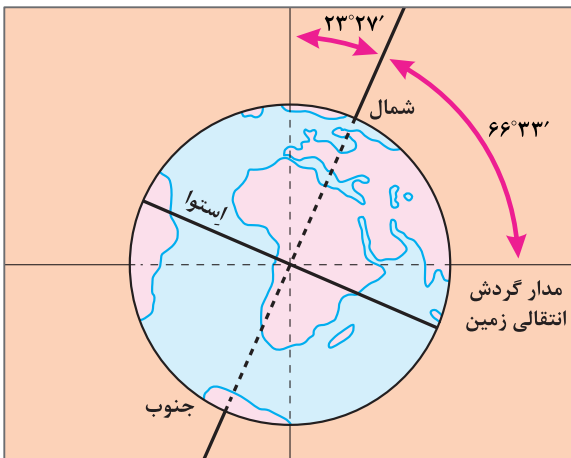 ۲۳°۲۷′
شمال
۶۶°۳۳′
اِستوا
مدار گردش
انتقالی زمین
جنوب